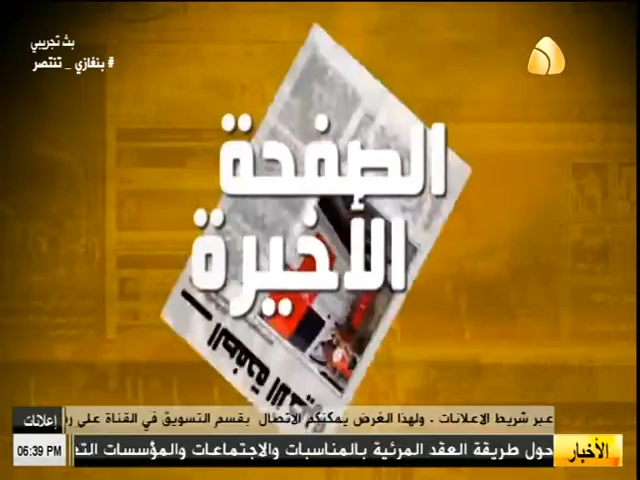 بث تجريبي
# بنغازي _ تنتصر
الصفحة
الأخيرة
إعلانات
عبر شريط الاعلانات . ولهذا الغرض يمكنكم الاتصال بقسم التسويق في القناة على
06:39 PM
حول طريقة العقد المرئية بالمناسبات والاجتماعات والمؤسسات
الأخبار